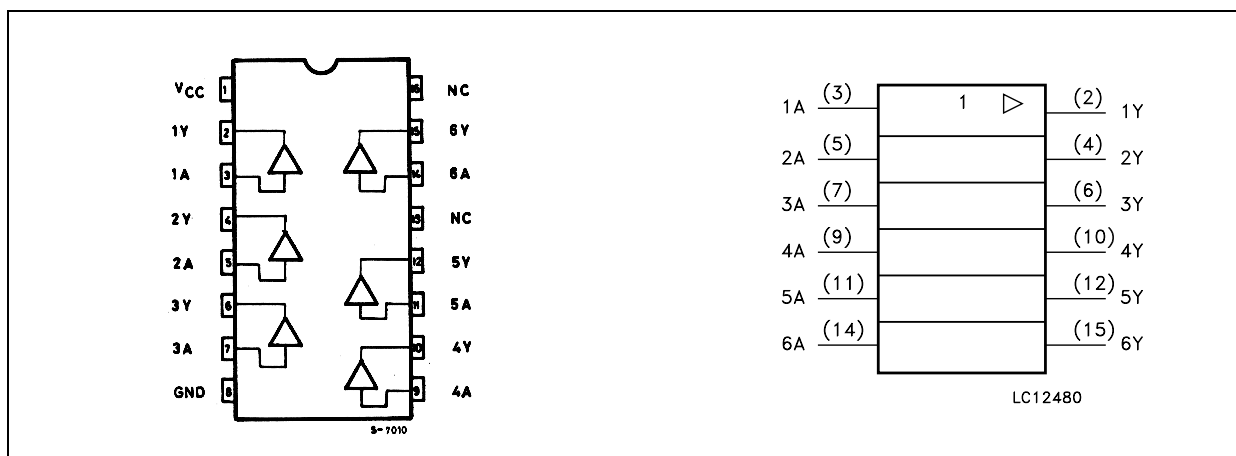 VCC 1 16 NC
1Y 2 15 6Y
1A 3 14 6A
2Y 4 13 NC
2A 5 12 5Y
3Y 6 11 5A
3A 7 10 4Y
GND 8 9 4A
S-7010
1 ▷
1A (3) (2) 1Y
2A (5) (4) 2Y
3A (7) (6) 3Y
4A (9) (10) 4Y
5A (11) (12) 5Y
6A (14) (15) 6Y
LC12480